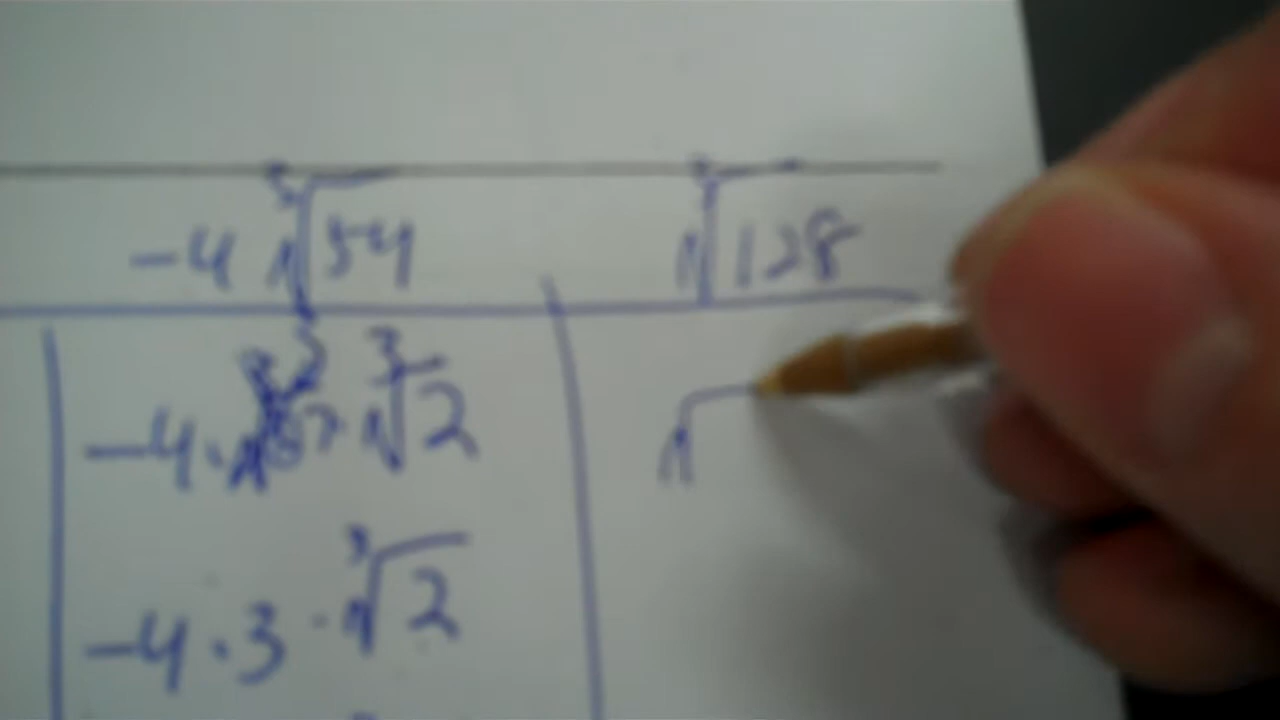 -4 ∛54 ∛128
-4 · ∛27 · ∛2 √
-4 · 3 · ∛2